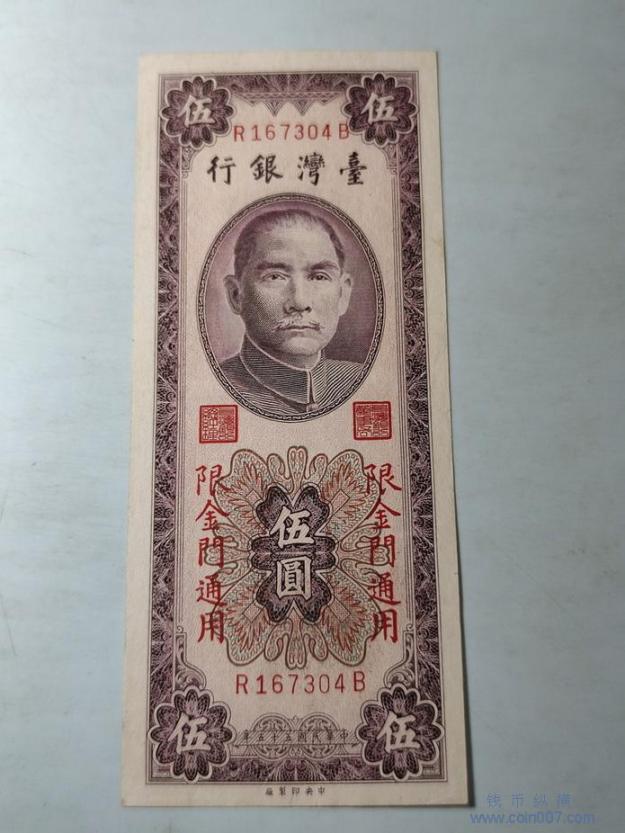 伍
伍
R167304B
行銀灣臺
限金門通用
限金門通用
伍圓
R167304B
伍
伍
年五十五國民華中
廠製印央中
钱币纵横
www.coin007.com